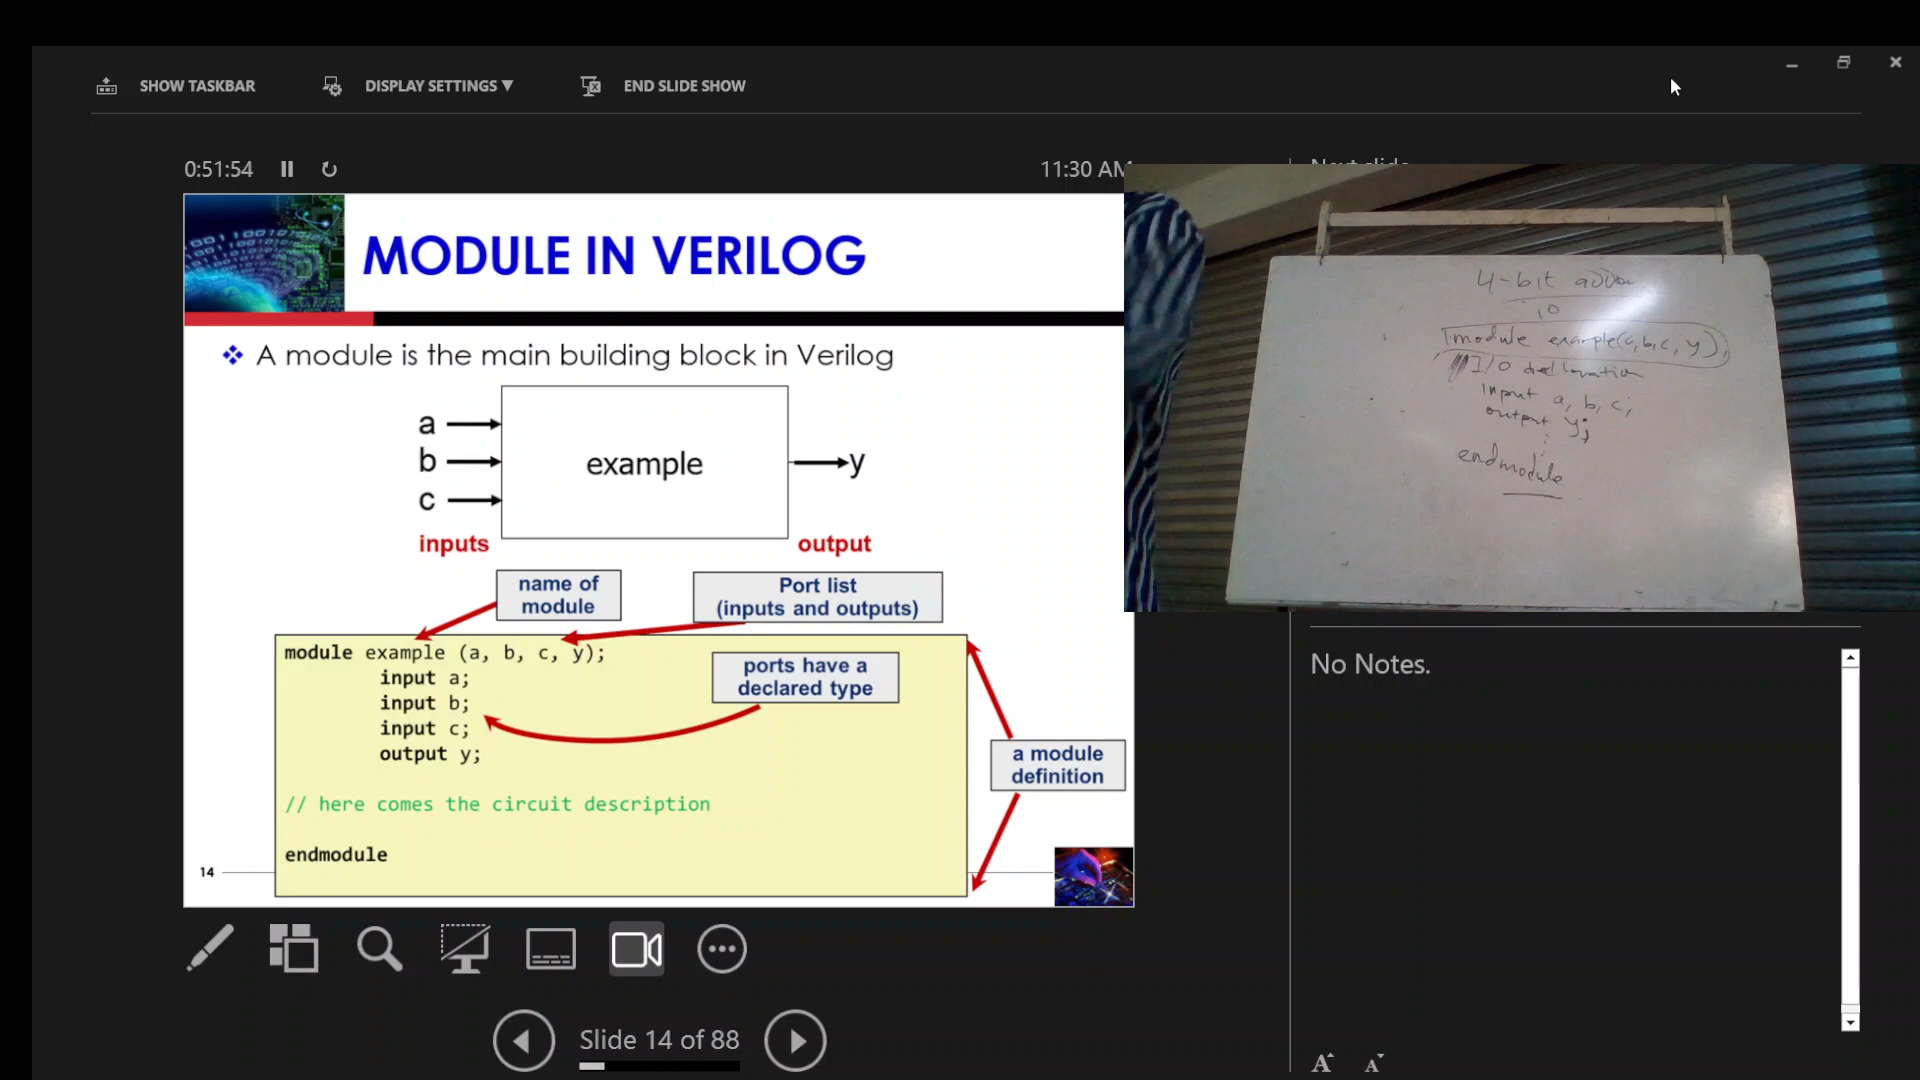 SHOW TASKBAR
DISPLAY SETTINGS ▼
END SLIDE SHOW
0:51:54
11:30 AM
Next slide
MODULE IN VERILOG
A module is the main building block in Verilog
a
b
c
example
y
inputs
output
name of
module
Port list
(inputs and outputs)
module example (a, b, c, y);
input a;
input b;
input c;
output y;
ports have a
declared type
a module
definition
// here comes the circuit description
endmodule
14
4-bit
10
module example(a,b,c, y);
I/O declaration
input a, b, c;
output y;
endmodule
No Notes.
Slide 14 of 88
A A